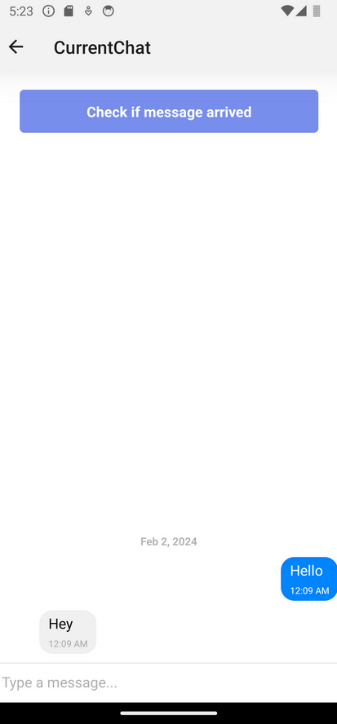 5:23
CurrentChat
Check if message arrived
Feb 2, 2024
Hello
12:09 AM
Hey
12:09 AM
Type a message...